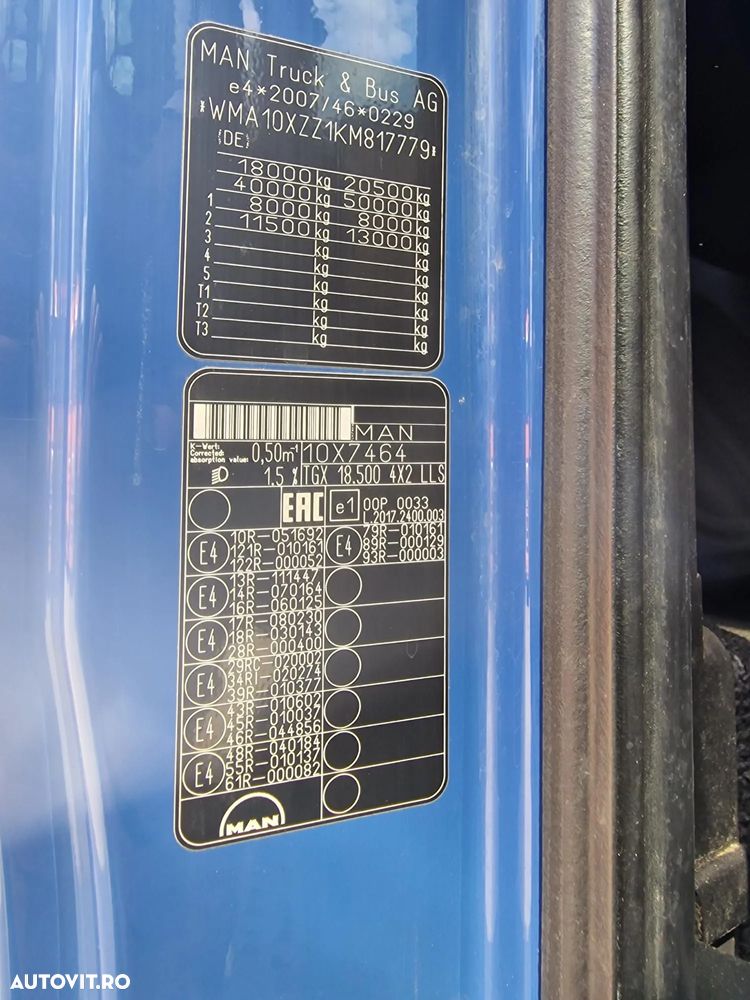 MAN Truck & Bus AG
e4*2007/46*0229
*WMA10XZZ1KM817779*
(DE)
18000 kg 20500 kg
40000 kg 50000 kg
1 8000 kg 8000 kg
2 11500 kg 13000 kg
3 kg kg
4 kg kg
5 kg kg
T1 kg kg
T2 kg kg
T3 kg kg
MAN
K-Wert:
Corrected
absorption value: 0,50m⁻¹ 10X7464
1.5 % TGX 18.500 4X2 LLS
EAC e1 00P 0033
L.2017.2400.003
E4 10R-051692 E4 79R-010161
121R-010161 89R-000129
122R-000052 93R-000003
E4 13R-111447
14R-070164
16R-060125
E4 17R-080238
18R-030143
28R-000400
E4 29RC-020002
34RI-020274
39R-010377
E4 43R-010602
45R-010032
46R-044856
E4 48R-040184
55R-010137
61R-000082
MAN
AUTOVIT.RO